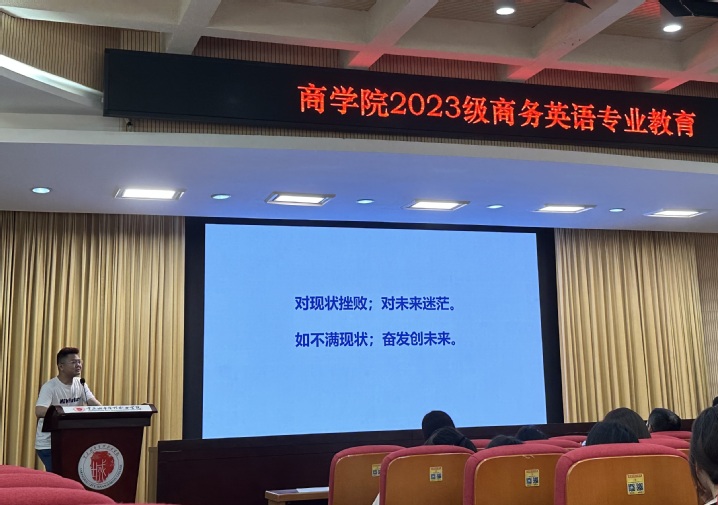 商学院2023级商务英语专业教育
对现状挫败；对未来迷茫。
如不满现状；奋发创未来。